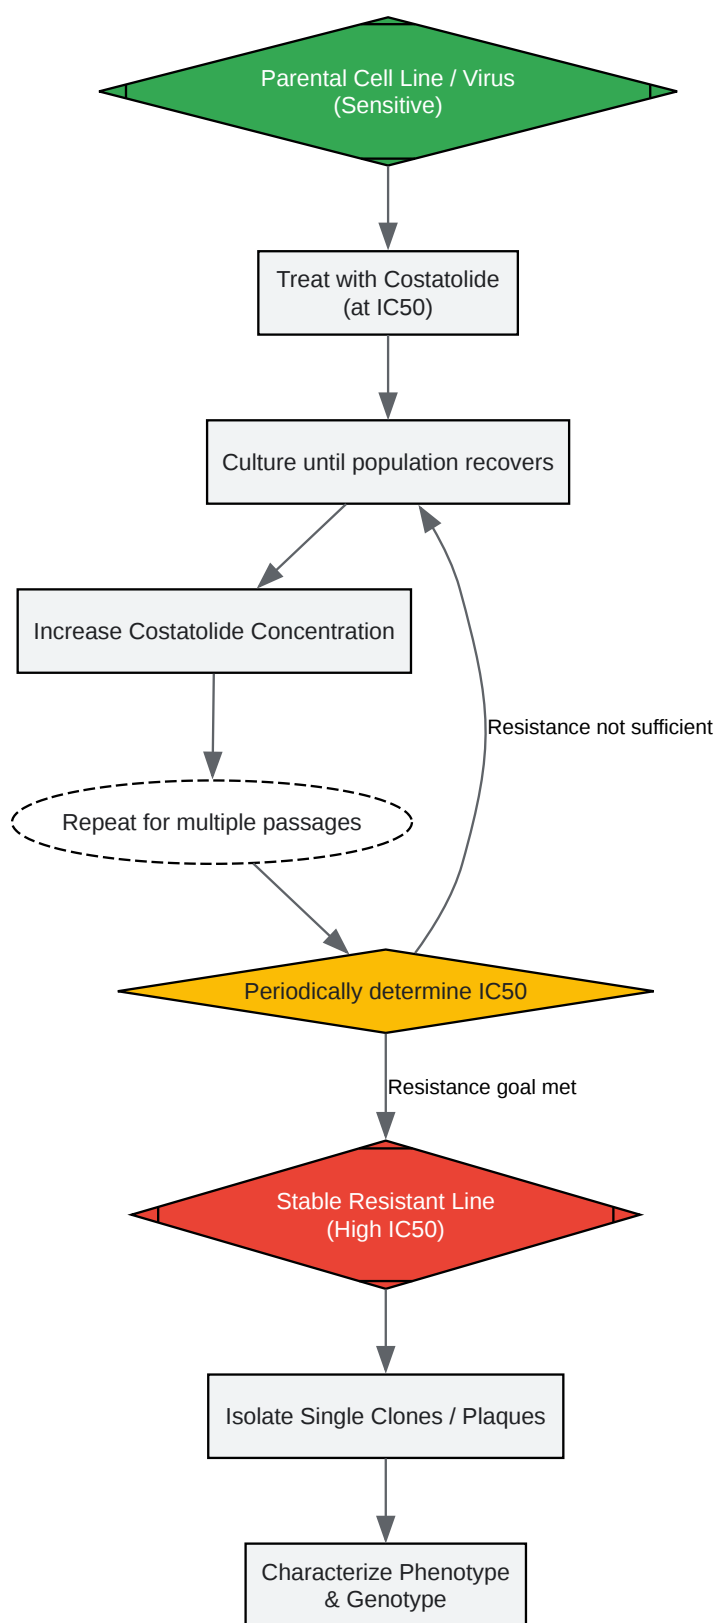 Parental Cell Line / Virus
(Sensitive)
Treat with Costatolide
(at IC50)
Culture until population recovers
Increase Costatolide Concentration
Resistance not sufficient
Repeat for multiple passages
Periodically determine IC50
Resistance goal met
Stable Resistant Line
(High IC50)
Isolate Single Clones / Plaques
Characterize Phenotype
& Genotype